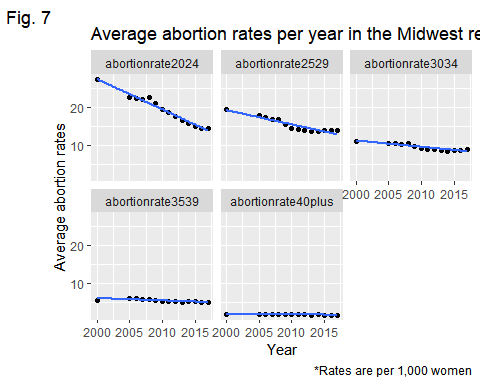 Fig. 7
Average abortion rates per year in the Midwest re
abortionrate2024 abortionrate2529 abortionrate3034
20
10
2000 2005 2010 2015
abortionrate3539 abortionrate40plus
20
10
2000 2005 2010 2015 2000 2005 2010 2015
Average abortion rates
Year
*Rates are per 1,000 women